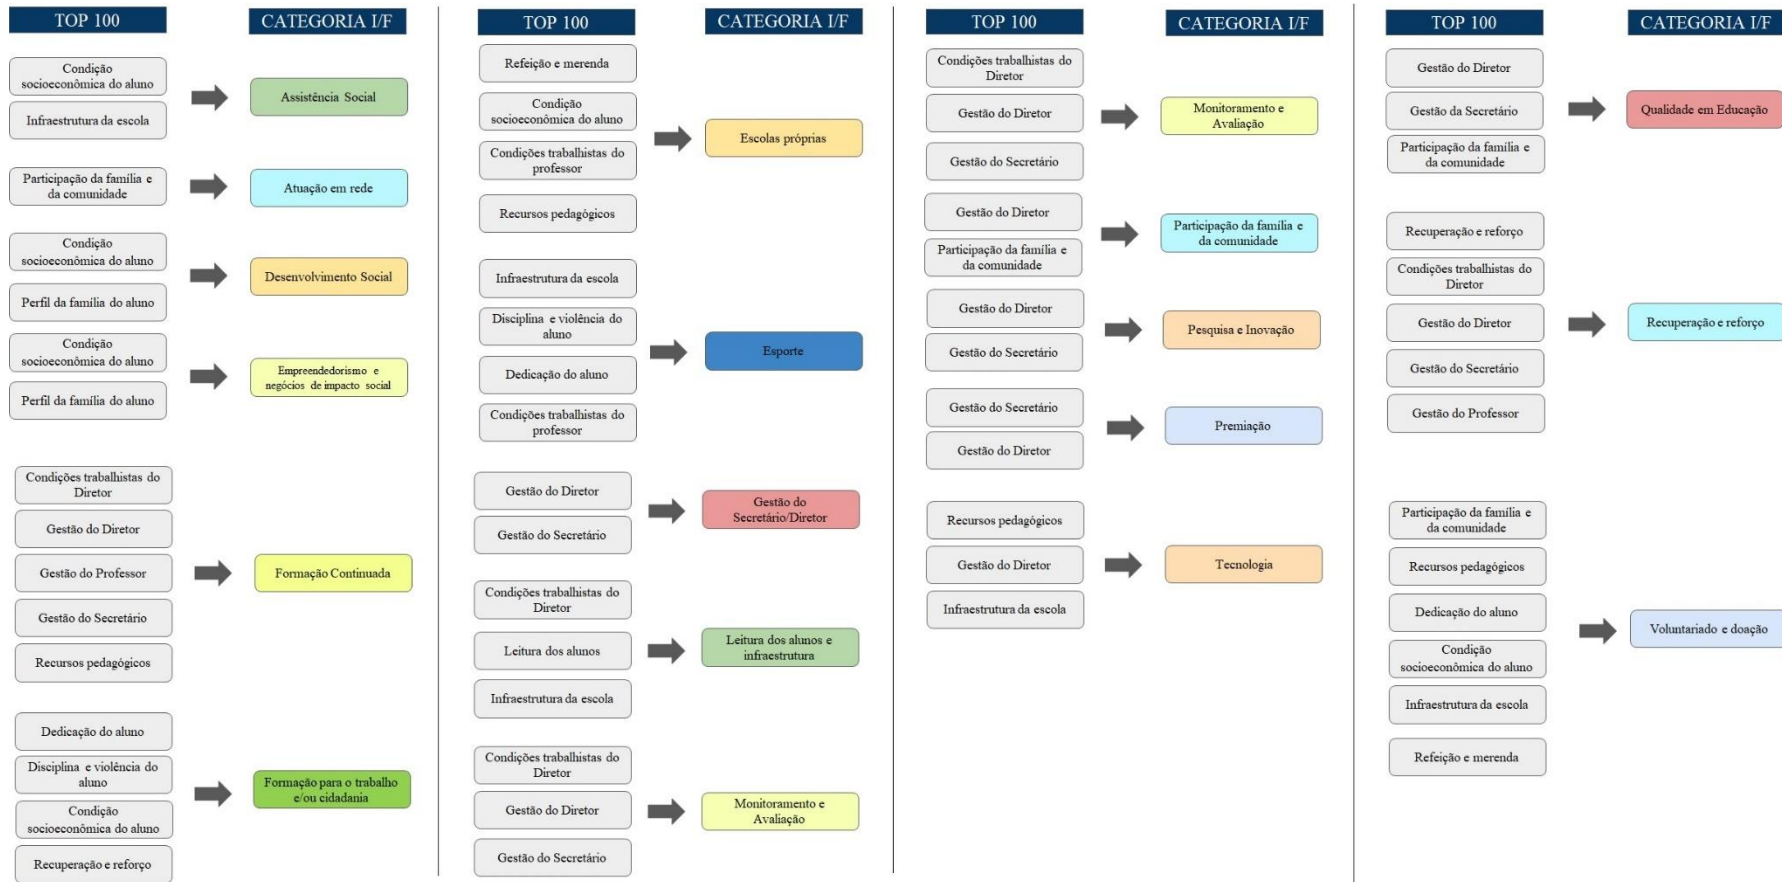 TOP 100
CATEGORIA I/F
Condição
socioeconômica do aluno
Infraestrutura da escola
Assistência Social
Participação da família e
da comunidade
Atuação em rede
Condição
socioeconômica do aluno
Perfil da família do aluno
Desenvolvimento Social
Condição
socioeconômica do aluno
Perfil da família do aluno
Empreendedorismo e
negócios de impacto social
Condições trabalhistas do
Diretor
Gestão do Diretor
Gestão do Professor
Gestão do Secretário
Recursos pedagógicos
Formação Continuada
Dedicação do aluno
Disciplina e violência do
aluno
Condição
socioeconômica do aluno
Recuperação e reforço
Formação para o trabalho
e/ou cidadania
TOP 100
CATEGORIA I/F
Refeição e merenda
Condição
socioeconômica do aluno
Condições trabalhistas do
professor
Recursos pedagógicos
Escolas próprias
Infraestrutura da escola
Disciplina e violência do
aluno
Dedicação do aluno
Condições trabalhistas do
professor
Esporte
Gestão do Diretor
Gestão do Secretário
Gestão do
Secretário/Diretor
Condições trabalhistas do
Diretor
Leitura dos alunos
Infraestrutura da escola
Leitura dos alunos e
infraestrutura
Condições trabalhistas do
Diretor
Gestão do Diretor
Gestão do Secretário
Monitoramento e
Avaliação
TOP 100
CATEGORIA I/F
Condições trabalhistas do
Diretor
Gestão do Diretor
Gestão do Secretário
Monitoramento e
Avaliação
Gestão do Diretor
Participação da família e
da comunidade
Participação da família e
da comunidade
Gestão do Diretor
Gestão do Secretário
Pesquisa e Inovação
Gestão do Secretário
Gestão do Diretor
Premiação
Recursos pedagógicos
Gestão do Diretor
Infraestrutura da escola
Tecnologia
TOP 100
CATEGORIA I/F
Gestão do Diretor
Gestão da Secretário
Participação da família e
da comunidade
Qualidade em Educação
Recuperação e reforço
Condições trabalhistas do
Diretor
Gestão do Diretor
Gestão do Secretário
Gestão do Professor
Recuperação e reforço
Participação da família e
da comunidade
Recursos pedagógicos
Dedicação do aluno
Condição
socioeconômica do aluno
Infraestrutura da escola
Refeição e merenda
Voluntariado e doação